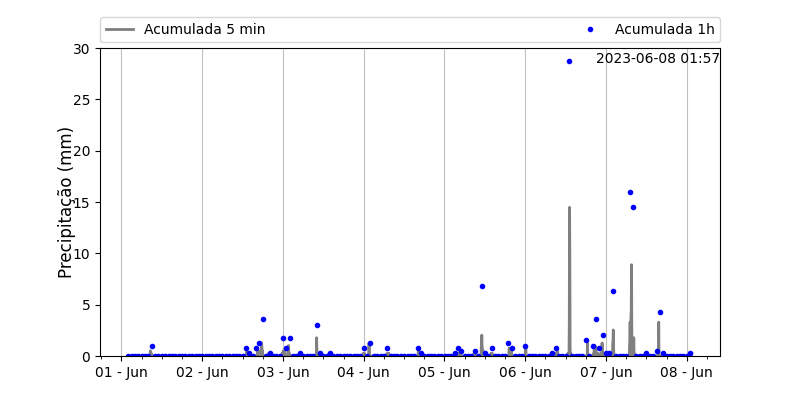 Acumulada 5 min
Acumulada 1h
2023-06-08 01:57
Precipitação (mm)
30
25
20
15
10
5
0
01 - Jun
02 - Jun
03 - Jun
04 - Jun
05 - Jun
06 - Jun
07 - Jun
08 - Jun